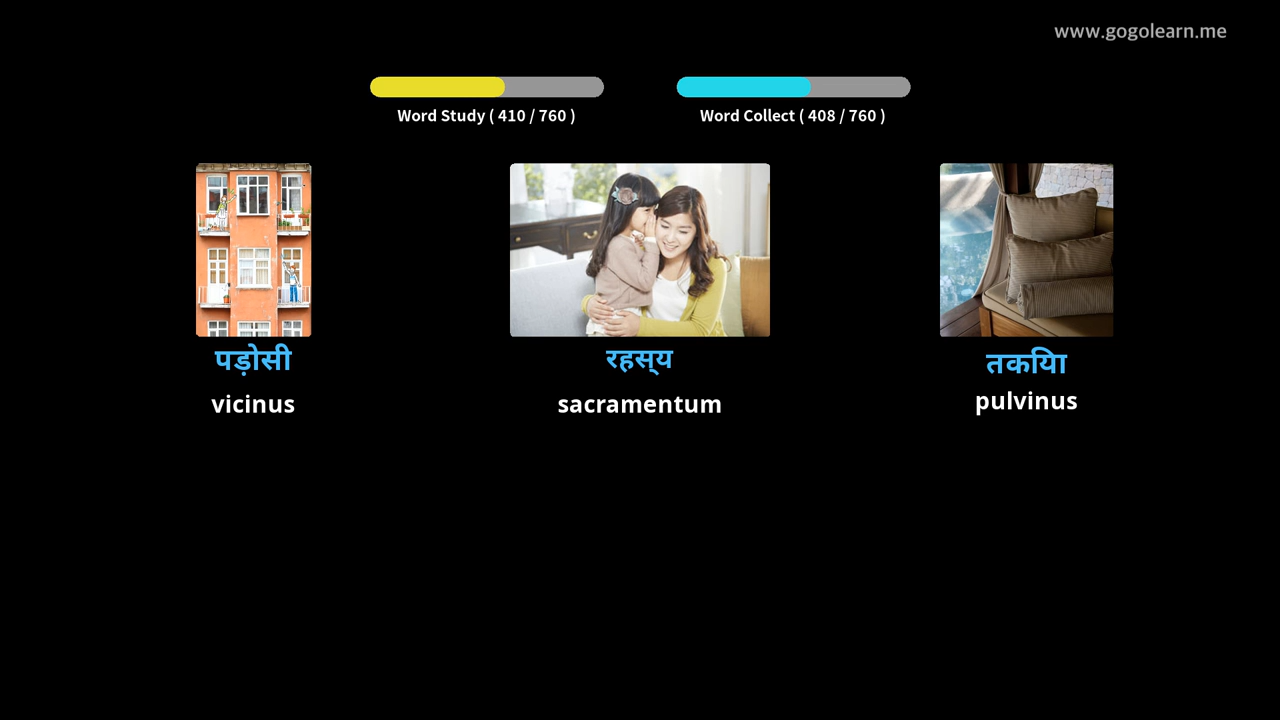 www.gogolearn.me
Word Study ( 410 / 760 )
Word Collect ( 408 / 760 )
पड़ोसी
रहस्य
तकिया
vicinus
sacramentum
pulvinus